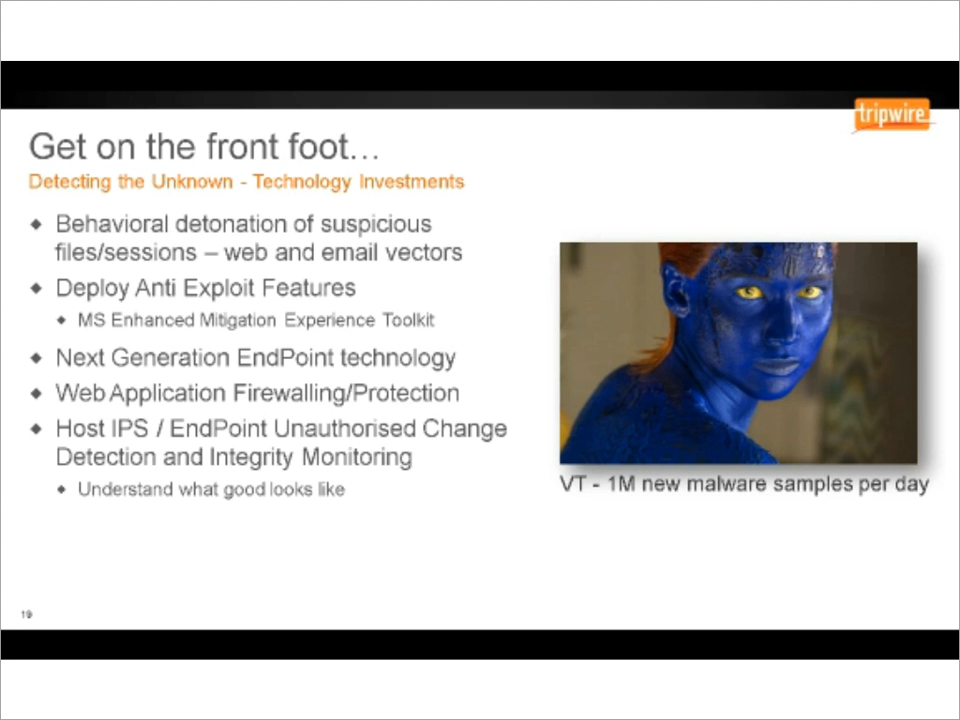 tripwire
Get on the front foot…
Detecting the Unknown - Technology Investments
◆ Behavioral detonation of suspicious
files/sessions – web and email vectors
◆ Deploy Anti Exploit Features
◆ MS Enhanced Mitigation Experience Toolkit
◆ Next Generation EndPoint technology
◆ Web Application Firewalling/Protection
◆ Host IPS / EndPoint Unauthorised Change
Detection and Integrity Monitoring
◆ Understand what good looks like
VT - 1M new malware samples per day
19